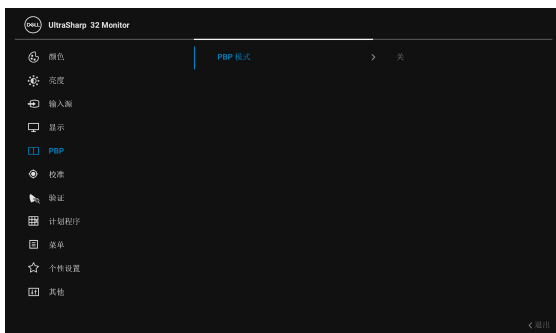 DELL UltraSharp 32 Monitor
颜色
PBP 模式
关
亮度
输入源
显示
PBP
校准
验证
计划程序
菜单
个性设置
其他
退出